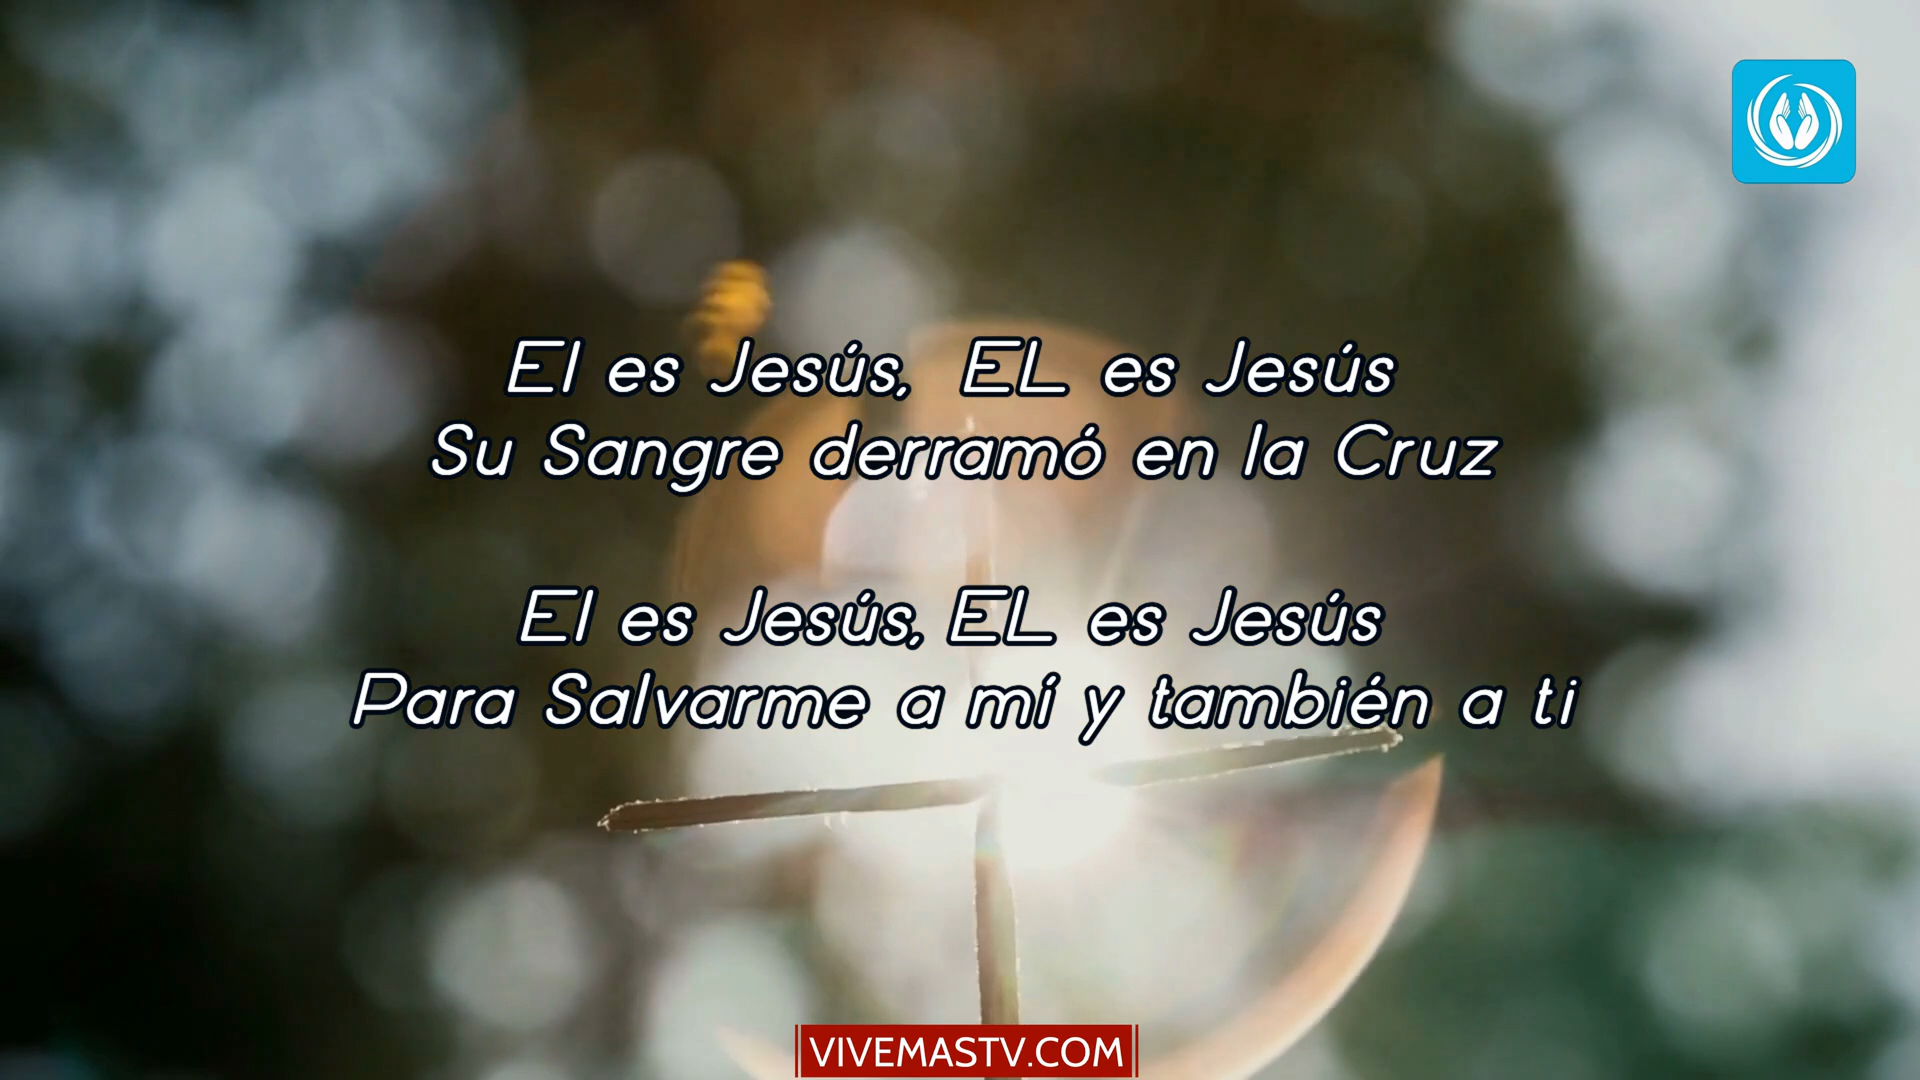 El es Jesús, EL es Jesús
Su Sangre derramó en la Cruz
El es Jesús, EL es Jesús
Para Salvarme a mí y también a ti
VIVEMASTV.COM